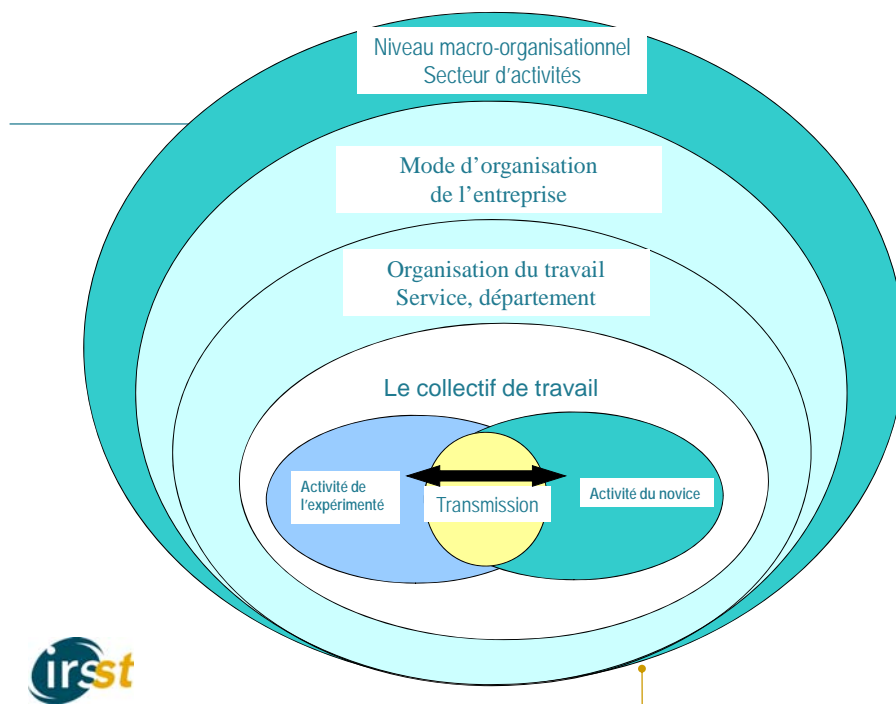 Niveau macro-organisationnel
Secteur d'activités
Mode d'organisation
de l'entreprise
Organisation du travail
Service, département
Le collectif de travail
Activité de
l'expérimenté
Transmission
Activité du novice
irsst